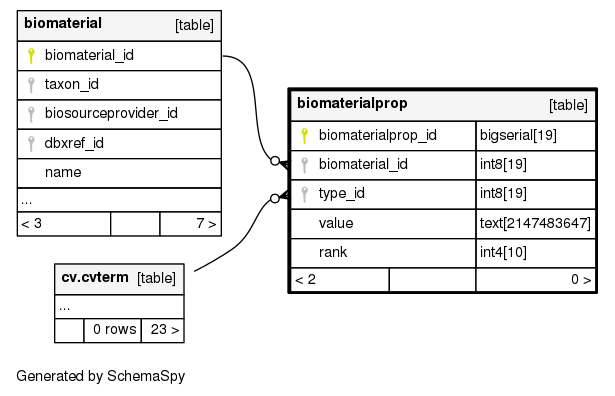 biomaterial [table]
biomaterial_id
taxon_id
biosourceprovider_id
dbxref_id
name
...
< 3 7 >
biomaterialprop [table]
biomaterialprop_id bigserial[19]
biomaterial_id int8[19]
type_id int8[19]
value text[2147483647]
rank int4[10]
< 2 0 >
cv.cvterm [table]
...
0 rows 23 >
Generated by SchemaSpy